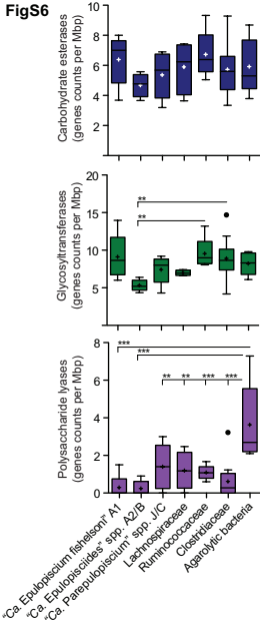 FigS6
Carbohydrate esterases
(genes counts per Mbp)
10
8
6
4
2
Glycosyltransferases
(genes counts per Mbp)
20
15
10
5
**
**
Polysaccharide lyases
(genes counts per Mbp)
8
6
4
2
0
***
***
** ** *** ***
"Ca. Epulopiscium fishelsoni" A1
"Ca. Epulopisciides" spp. A2/B
"Ca. Parepulopiscium" spp. J/C
Lachnospiraceae
Ruminococcaceae
Clostridiaceae
Agarolytic bacteria